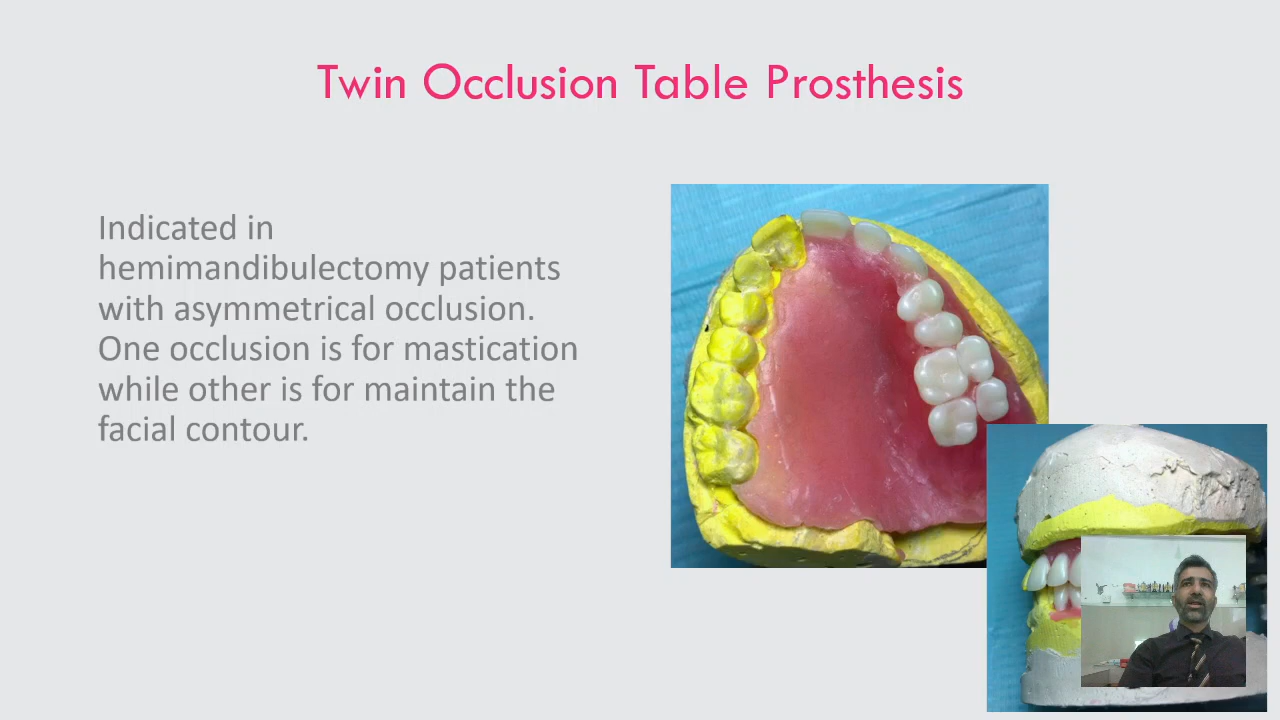 Twin Occlusion Table Prosthesis
Indicated in
hemimandibulectomy patients
with asymmetrical occlusion.
One occlusion is for mastication
while other is for maintain the
facial contour.